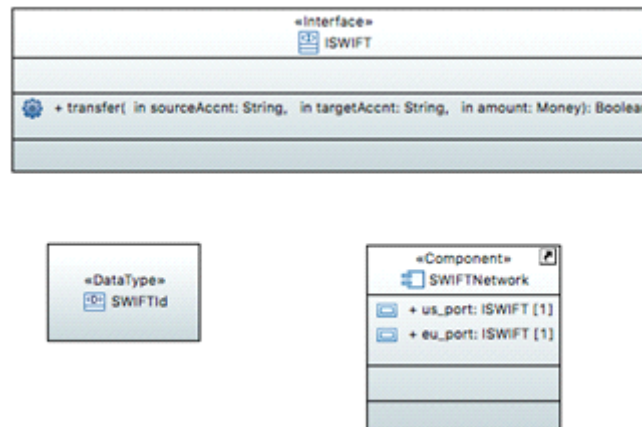 «Interface»
ISWIFT
+ transfer( in sourceAccnt: String, in targetAccnt: String, in amount: Money): Boolea
«DataType»
SWIFTId
«Component»
SWIFTNetwork
+ us_port: ISWIFT [1]
+ eu_port: ISWIFT [1]